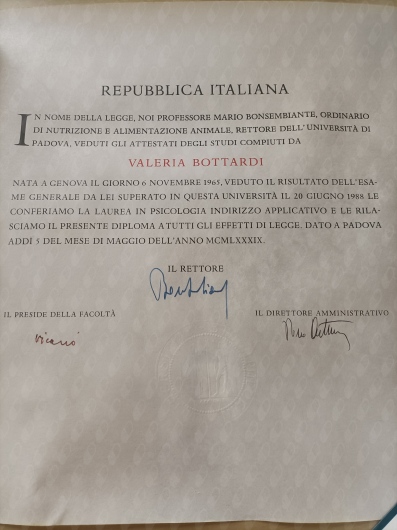 REPUBBLICA ITALIANA
IN NOME DELLA LEGGE, NOI PROFESSORE MARIO BONSEMBIANTE, ORDINARIO
DI NUTRIZIONE E ALIMENTAZIONE ANIMALE, RETTORE DELL'UNIVERSITÀ DI
PADOVA, VEDUTI GLI ATTESTATI DEGLI STUDI COMPIUTI DA
VALERIA BOTTARDI
NATA A GENOVA IL GIORNO 6 NOVEMBRE 1965, VEDUTO IL RISULTATO DELL'ESA-
ME GENERALE DA LEI SUPERATO IN QUESTA UNIVERSITÀ IL 20 GIUGNO 1988 LE
CONFERIAMO LA LAUREA IN PSICOLOGIA INDIRIZZO APPLICATIVO E LE RILA-
SCIAMO IL PRESENTE DIPLOMA A TUTTI GLI EFFETTI DI LEGGE. DATO A PADOVA
ADDÌ 5 DEL MESE DI MAGGIO DELL'ANNO MCMLXXXIX.
IL RETTORE
IL PRESIDE DELLA FACOLTÀ
IL DIRETTORE AMMINISTRATIVO